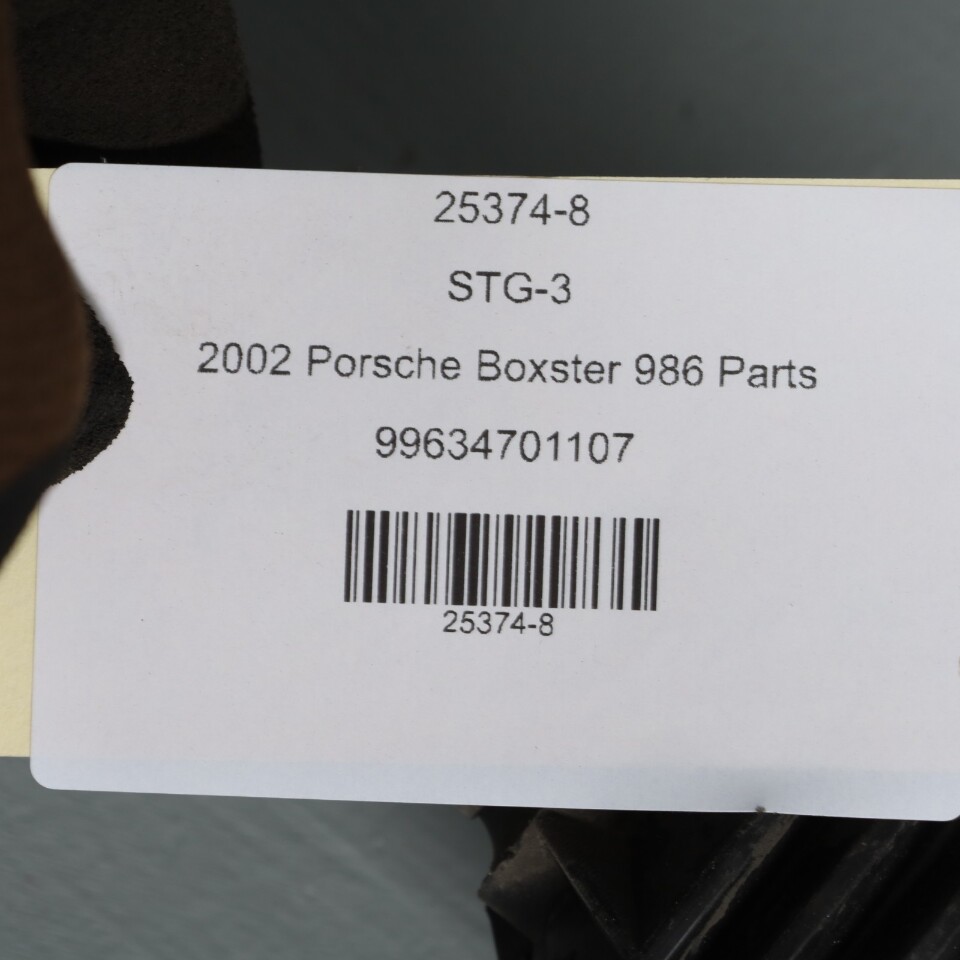 25374-8
STG-3
2002 Porsche Boxster 986 Parts
99634701107
25374-8